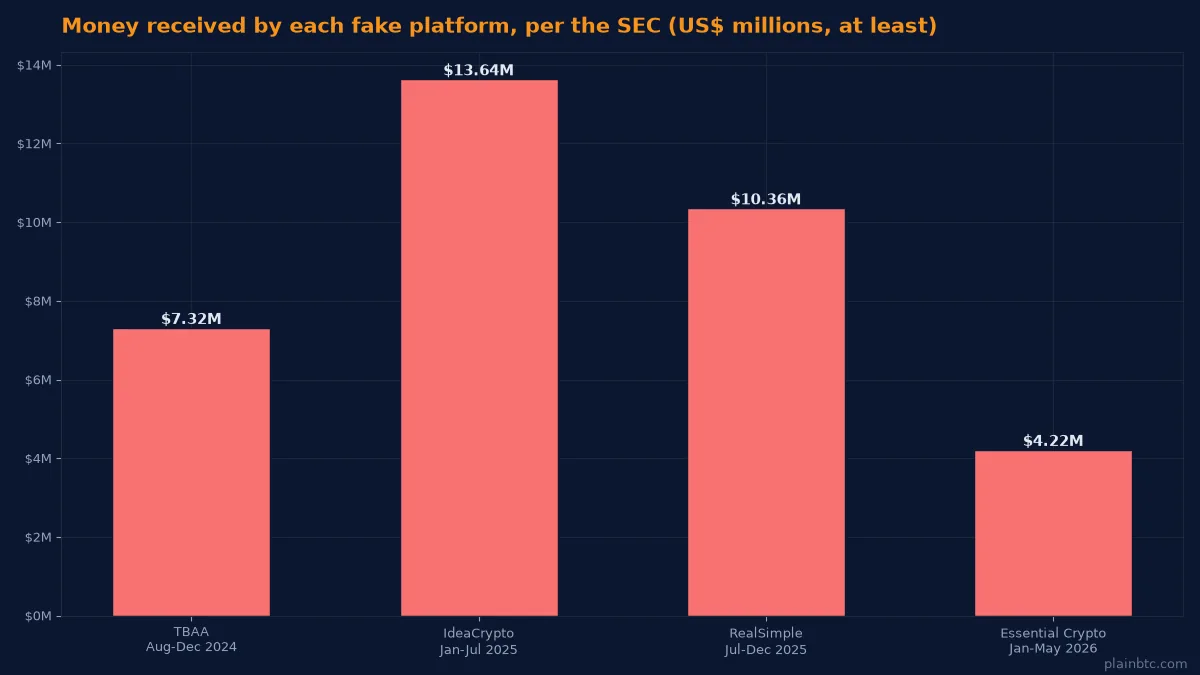 Money received by each fake platform, per the SEC (US$ millions, at least)
$14M
$12M
$10M
$8M
$6M
$4M
$2M
$0M
$7.32M
$13.64M
$10.36M
$4.22M
TBAA
Aug-Dec 2024
IdeaCrypto
Jan-Jul 2025
RealSimple
Jul-Dec 2025
Essential Crypto
Jan-May 2026
plainbtc.com